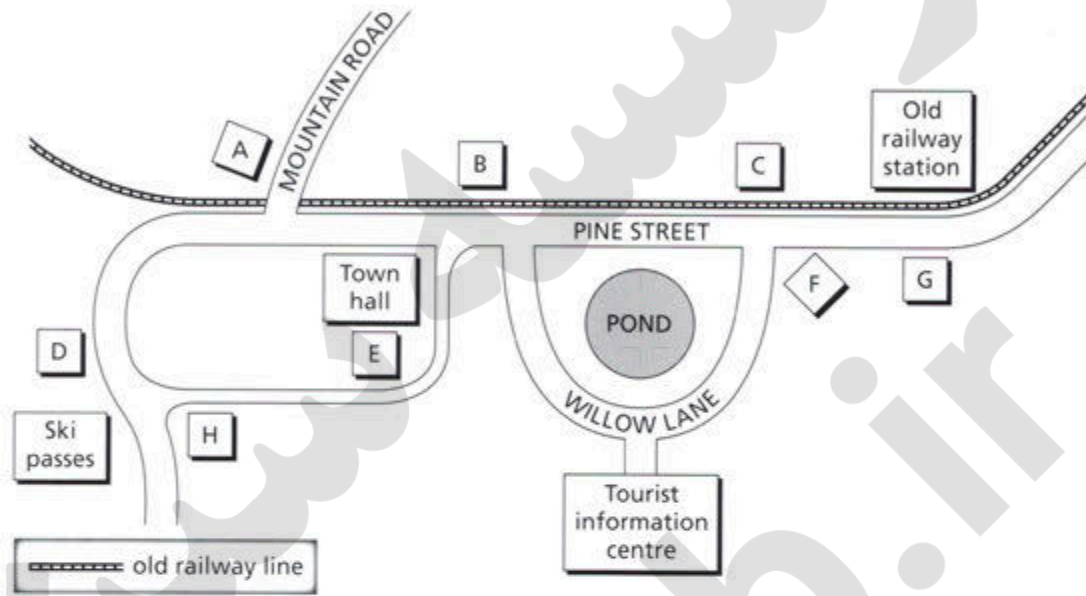 MOUNTAIN ROAD
A
B
C
Old
railway
station
PINE STREET
Town
hall
E
POND
F
G
D
WILLOW LANE
H
Ski
passes
Tourist
information
centre
old railway line
.ir